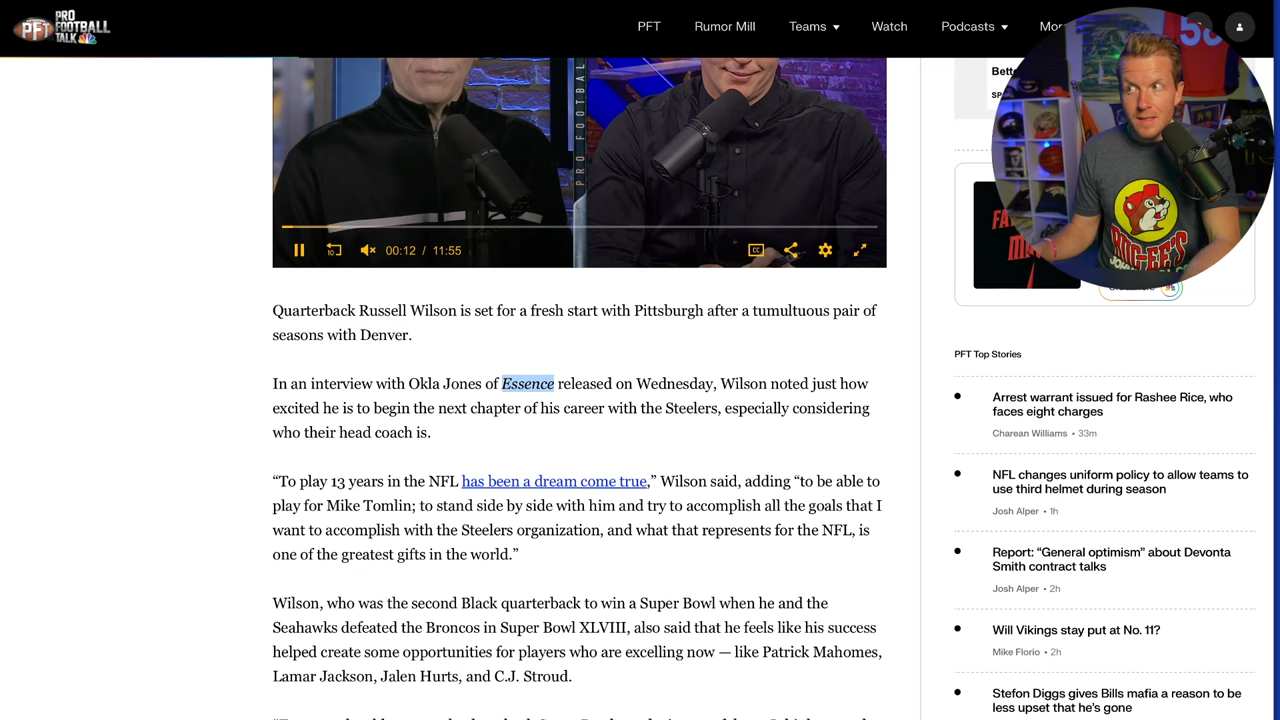 PFT
PRO
FOOTBALL
TALK
PFT
Rumor Mill
Teams
Watch
Podcasts
58
PRO FOOTBAL
00:12 / 11:55
10
CC
BUC-EE'S
Quarterback Russell Wilson is set for a fresh start with Pittsburgh after a tumultuous pair of
seasons with Denver.
In an interview with Okla Jones of Essence released on Wednesday, Wilson noted just how
excited he is to begin the next chapter of his career with the Steelers, especially considering
who their head coach is.
“To play 13 years in the NFL has been a dream come true,” Wilson said, adding “to be able to
play for Mike Tomlin; to stand side by side with him and try to accomplish all the goals that I
want to accomplish with the Steelers organization, and what that represents for the NFL, is
one of the greatest gifts in the world.”
Wilson, who was the second Black quarterback to win a Super Bowl when he and the
Seahawks defeated the Broncos in Super Bowl XLVIII, also said that he feels like his success
helped create some opportunities for players who are excelling now — like Patrick Mahomes,
Lamar Jackson, Jalen Hurts, and C.J. Stroud.
PFT Top Stories
Arrest warrant issued for Rashee Rice, who
faces eight charges
Charean Williams • 33m
NFL changes uniform policy to allow teams to
use third helmet during season
Josh Alper • 1h
Report: “General optimism” about Devonta
Smith contract talks
Josh Alper • 2h
Will Vikings stay put at No. 11?
Mike Florio • 2h
Stefon Diggs gives Bills mafia a reason to be
less upset that he’s gone